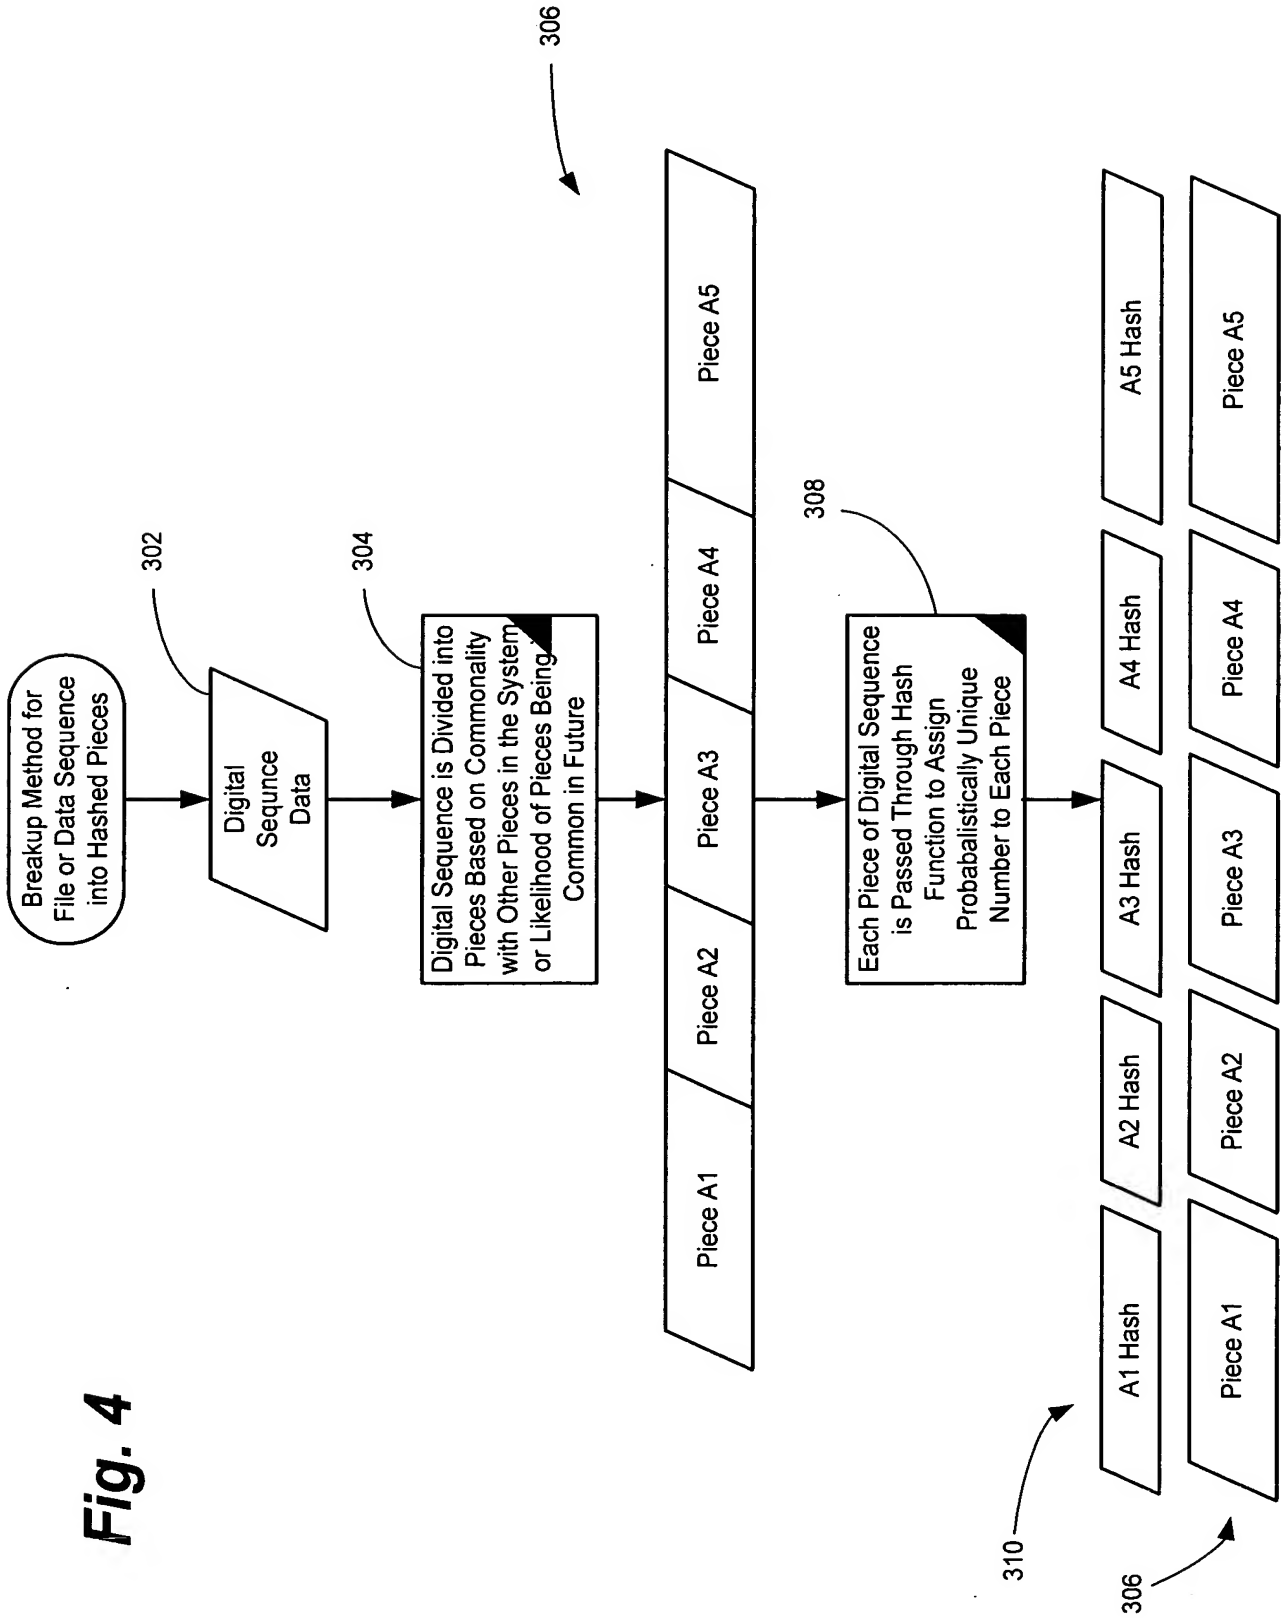 Fig. 4
Breakup Method for
File or Data Sequence
into Hashed Pieces
302
Digital
Sequnce
Data
304
Digital Sequence is Divided into
Pieces Based on Commonality
with Other Pieces in the System
or Likelihood of Pieces Being
Common in Future
306
Piece A1
Piece A2
Piece A3
Piece A4
Piece A5
308
Each Piece of Digital Sequence
is Passed Through Hash
Function to Assign
Probabalistically Unique
Number to Each Piece
310
A1 Hash
A2 Hash
A3 Hash
A4 Hash
A5 Hash
306
Piece A1
Piece A2
Piece A3
Piece A4
Piece A5